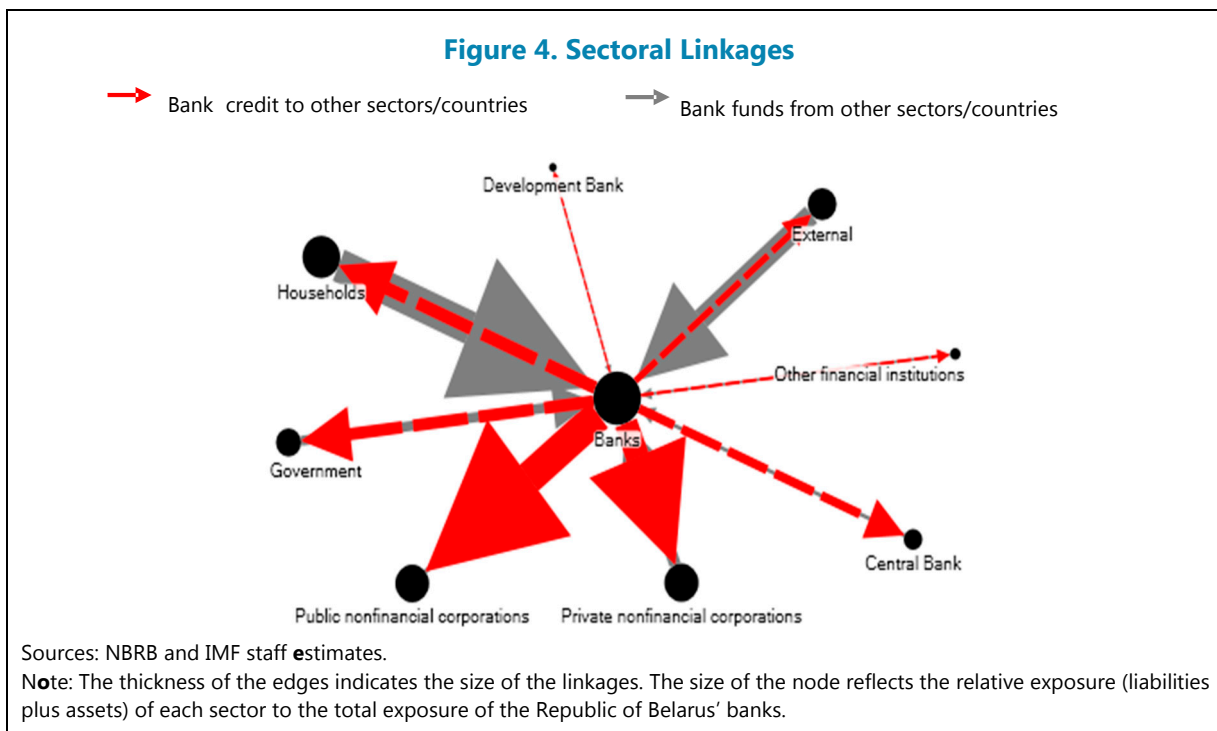 Figure 4. Sectoral Linkages
Bank credit to other sectors/countries
Bank funds from other sectors/countries
Development Bank
External
Households
Other financial institutions
Banks
Government
Central Bank
Public nonfinancial corporations
Private nonfinancial corporations
Sources: NBRB and IMF staff estimates.
Note: The thickness of the edges indicates the size of the linkages. The size of the node reflects the relative exposure (liabilities
plus assets) of each sector to the total exposure of the Republic of Belarus’ banks.